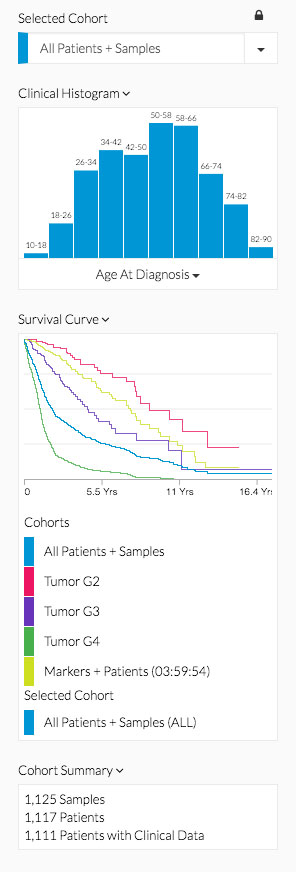 Selected Cohort
All Patients + Samples
Clinical Histogram
50-58 58-66
34-42 42-50
26-34 66-74
18-26 74-82
10-18 82-90
Age At Diagnosis
Survival Curve
0 5.5 Yrs 11 Yrs 16.4 Yrs
Cohorts
All Patients + Samples
Tumor G2
Tumor G3
Tumor G4
Markers + Patients (03:59:54)
Selected Cohort
All Patients + Samples (ALL)
Cohort Summary
1,125 Samples
1,117 Patients
1,111 Patients with Clinical Data